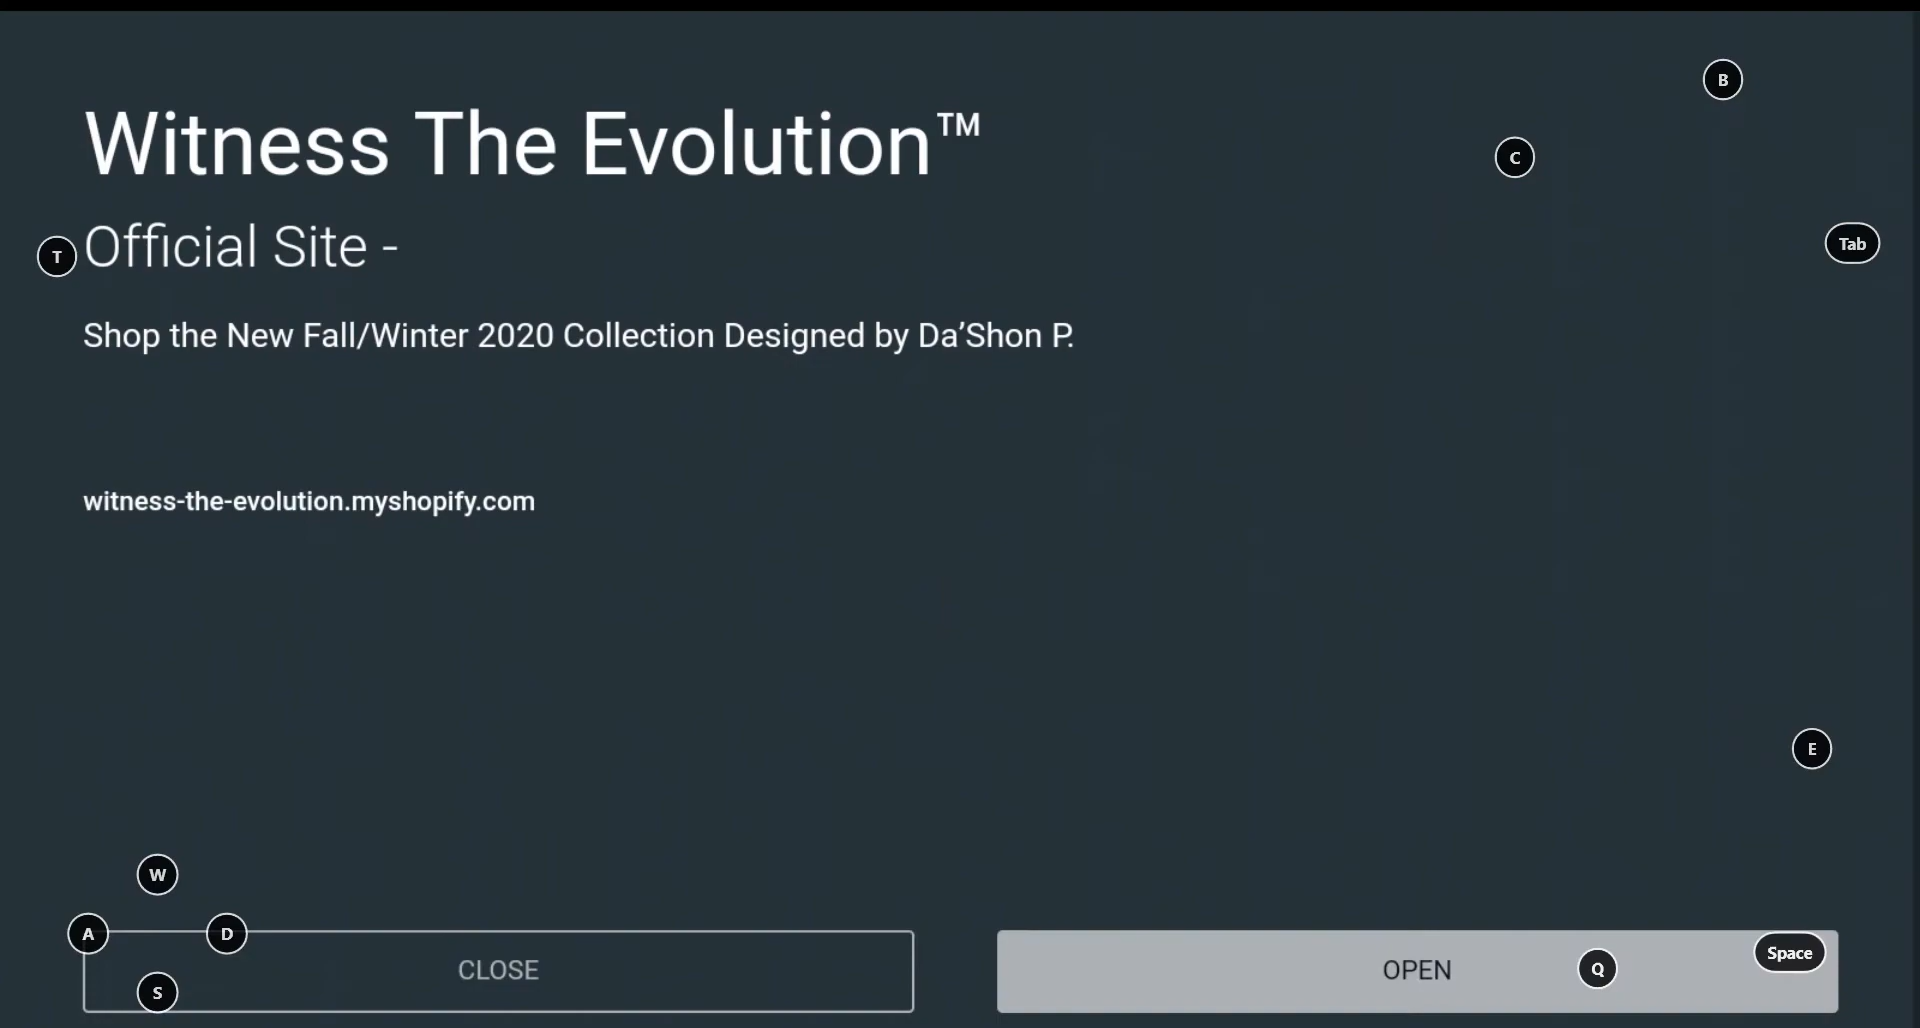 B
Witness The Evolution™
C
Tab
T Official Site -
Shop the New Fall/Winter 2020 Collection Designed by Da’Shon P.
witness-the-evolution.myshopify.com
E
W
A D
CLOSE
OPEN
Q
Space
S